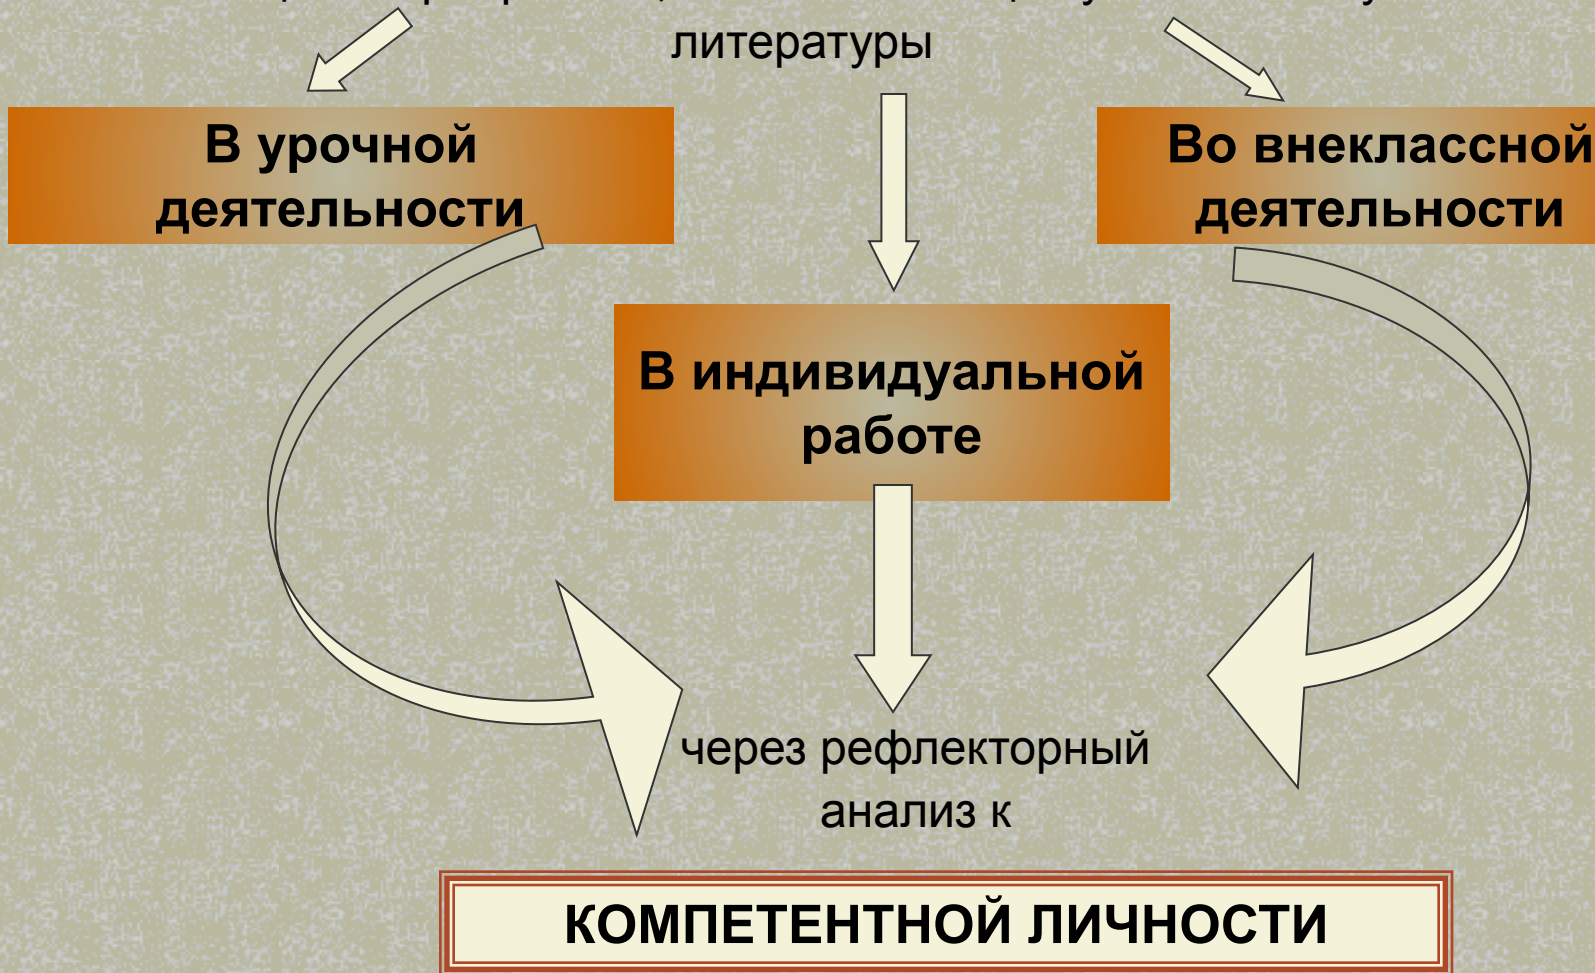 литературы
В урочной
деятельности
Во внеклассной
деятельности
В индивидуальной
работе
через рефлекторный
анализ к
КОМПЕТЕНТНОЙ ЛИЧНОСТИ